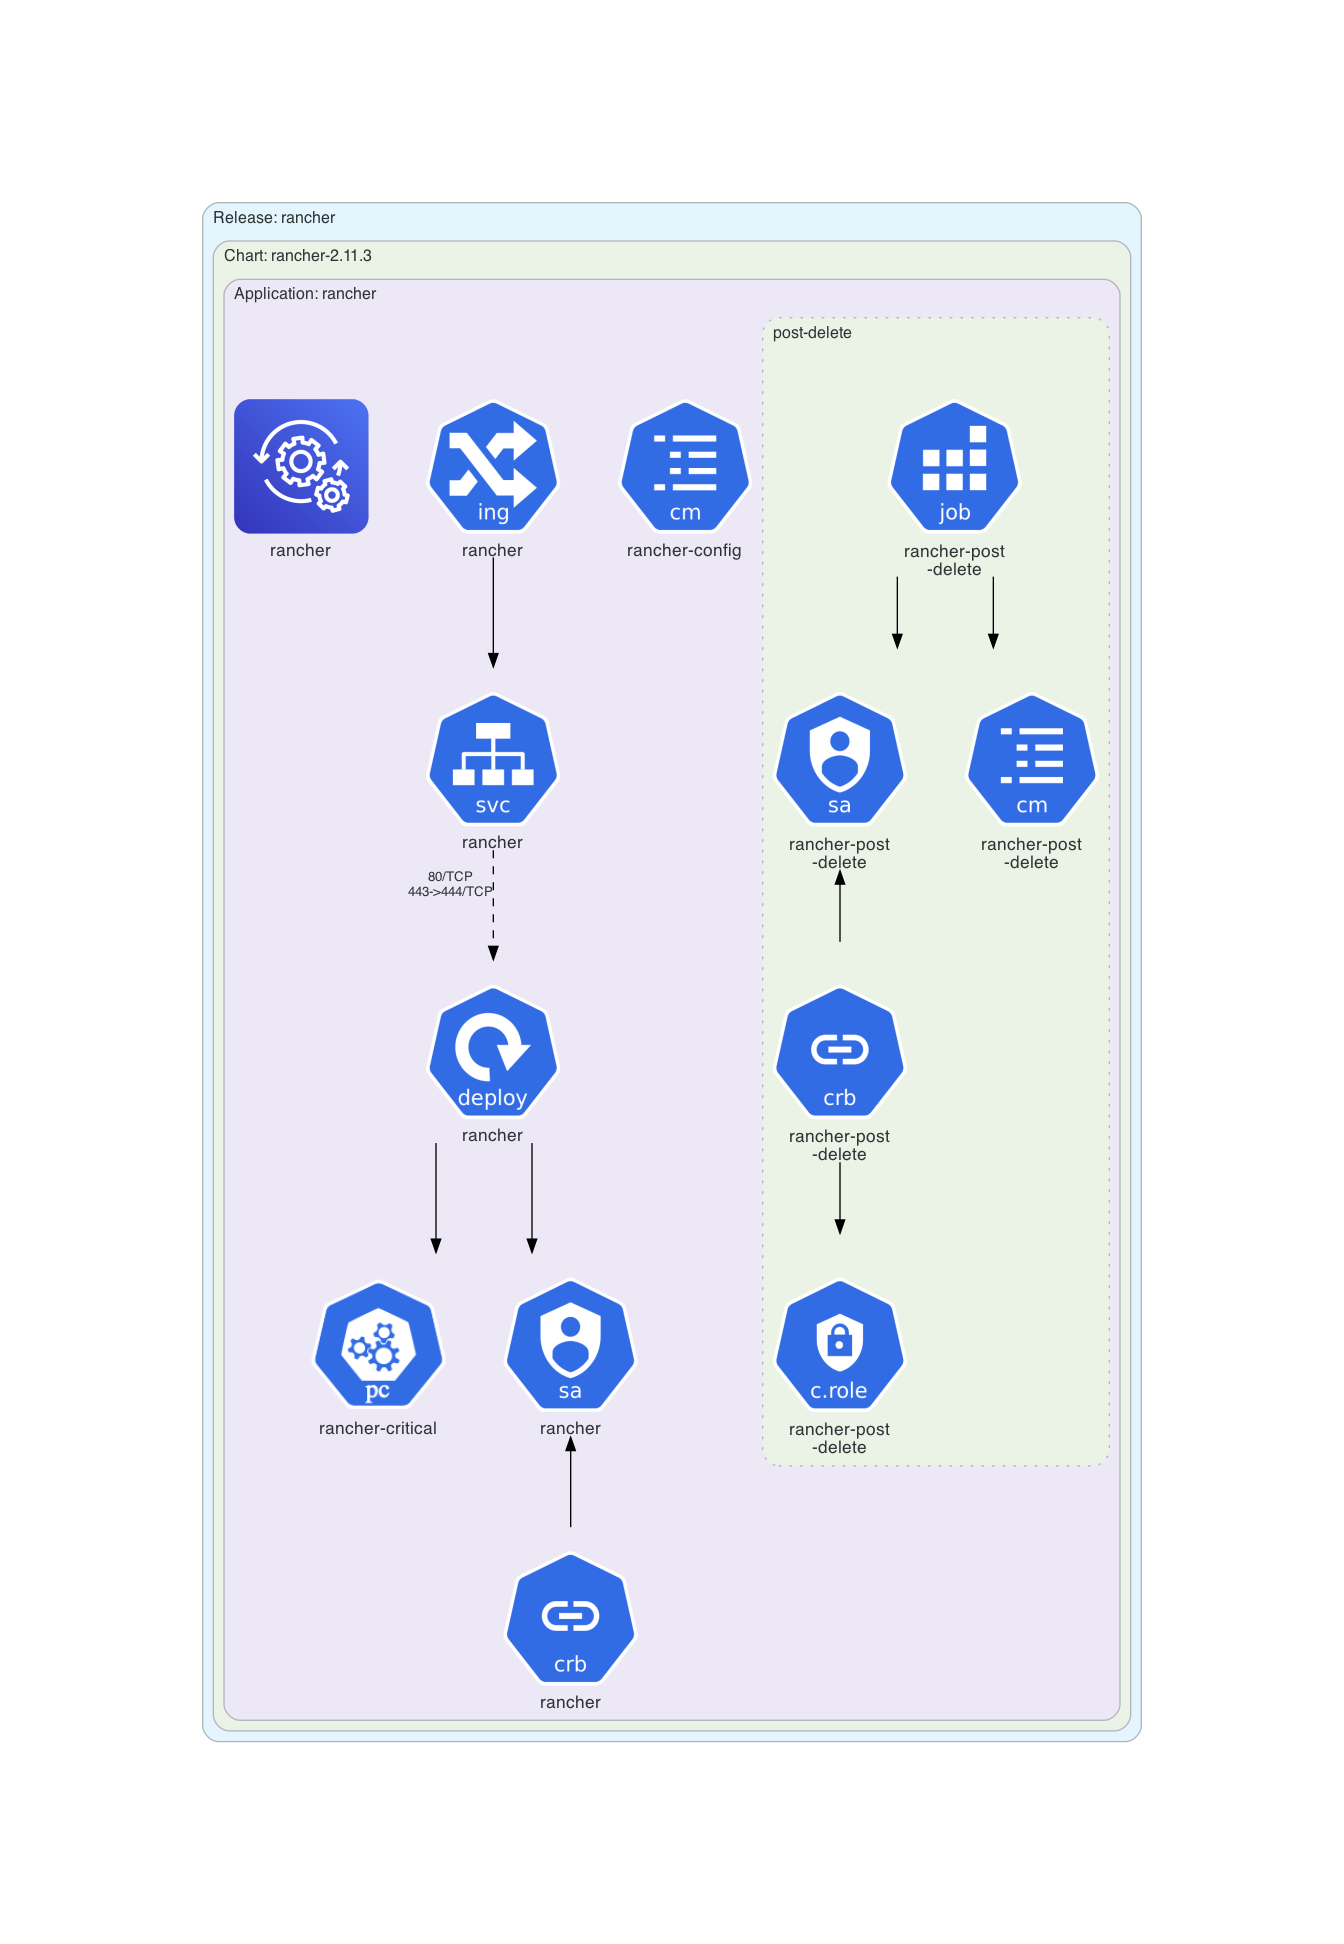 Release: rancher
Chart: rancher-2.11.3
Application: rancher
post-delete
ing
cm
job
rancher
rancher
rancher-config
rancher-post
-delete
svc
sa
cm
rancher
rancher-post
-delete
rancher-post
-delete
80/TCP
443->444/TCP
deploy
crb
rancher
rancher-post
-delete
pc
sa
c.role
rancher-critical
rancher
rancher-post
-delete
crb
rancher